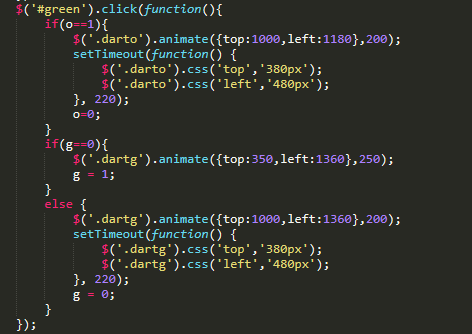 $('#green').click(function(){
    if(o==1){
        $('.darto').animate({top:1000,left:1180},200);
        setTimeout(function() {
            $('.darto').css('top','380px');
            $('.darto').css('left','480px');
        }, 220);
        o=0;
    }
    if(g==0){
        $('.dartg').animate({top:350,left:1360},250);
        g = 1;
    }
    else {
        $('.dartg').animate({top:1000,left:1360},200);
        setTimeout(function() {
            $('.dartg').css('top','380px');
            $('.dartg').css('left','480px');
        }, 220);
        g = 0;
    }
});